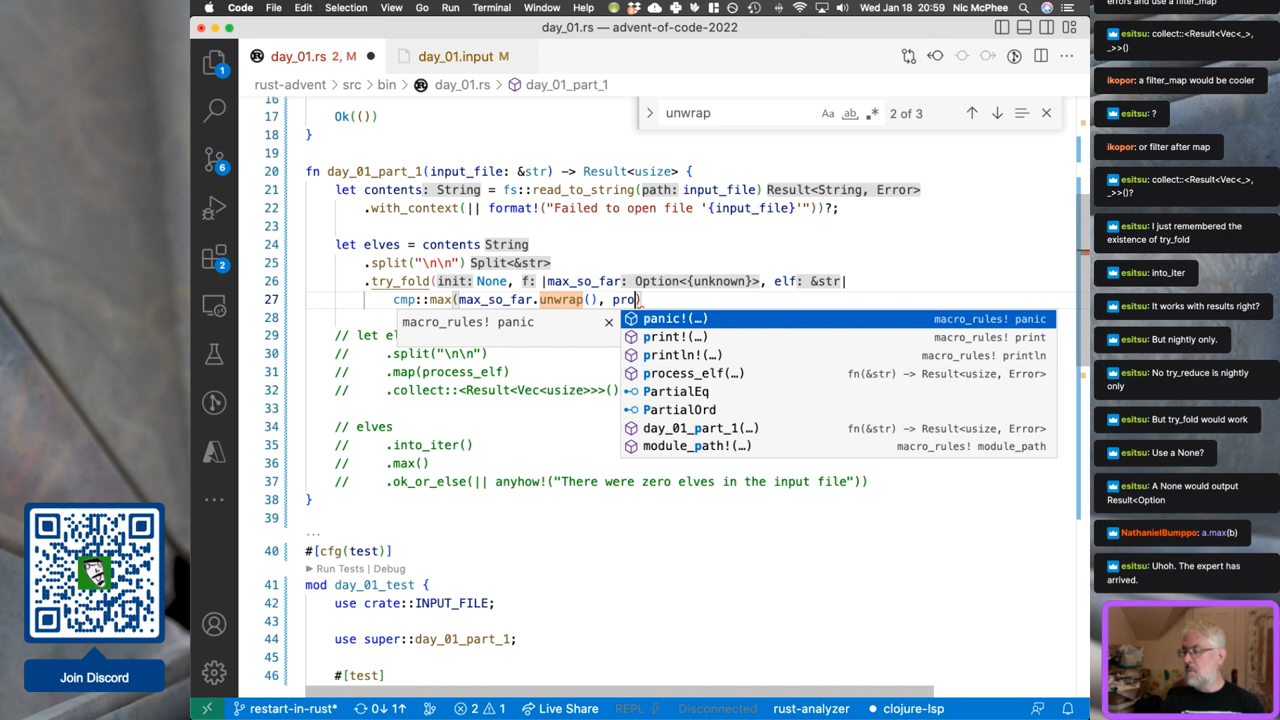 Code File Edit Selection View Go Run Terminal Window Help
Wed Jan 18 20:59 Nic McPhee
day_01.rs — advent-of-code-2022
day_01.rs 2, M
day_01.input M
rust-advent > src > bin > day_01.rs > day_01_part_1
unwrap
Aa ab .* 2 of 3
16
17 Ok(())
18 }
19
20 fn day_01_part_1(input_file: &str) -> Result<usize> {
21 let contents: String = fs::read_to_string(path: input_file) Result<String, Error>
22 .with_context(|| format!("Failed to open file '{input_file}'"))?;
23
24 let elves = contents String
25 .split("\n\n") Split<&str>
26 .try_fold(init: None, f: |max_so_far: Option<{unknown}>, elf: &str|
27 cmp::max(max_so_far.unwrap(), pro)
28
29 // let el
30 // .split("\n\n")
31 // .map(process_elf)
32 // .collect::<Result<Vec<usize>>>()
33
34 // elves
35 // .into_iter()
36 // .max()
37 // .ok_or_else(|| anyhow!("There were zero elves in the input file"))
38 }
39
...
40 #[cfg(test)]
Run Tests | Debug
41 mod day_01_test {
42 use crate::INPUT_FILE;
43
44 use super::day_01_part_1;
45
46 #[test]
macro_rules! panic
panic!(…) macro_rules! panic
print!(…) macro_rules! print
println!(…) macro_rules! println
process_elf(…) fn(&str) -> Result<usize, Error>
PartialEq
PartialOrd
day_01_part_1(…) fn(&str) -> Result<usize, Error>
module_path!(…) macro_rules! module_path
1
6
2
Join Discord
restart-in-rust* 0↓ 1↑ 2 1 Live Share REPL Disconnected rust-analyzer clojure-lsp
errors and use a filter_map
esitsu: collect::<Result<Vec<_>,
_>>()
ikopor: a filter_map would be cooler
esitsu: ?
ikopor: or filter after map
esitsu: collect::<Result<Vec<_>,
_>>()?
esitsu: I just remembered the
existence of try_fold
esitsu: into_iter
esitsu: It works with results right?
esitsu: But nightly only.
esitsu: No try_reduce is nightly
only
esitsu: But try_fold would work
esitsu: Use a None?
esitsu: A None would output
Result<Option
NathanielBumppo: a.max(b)
esitsu: Uhoh. The expert has
arrived.